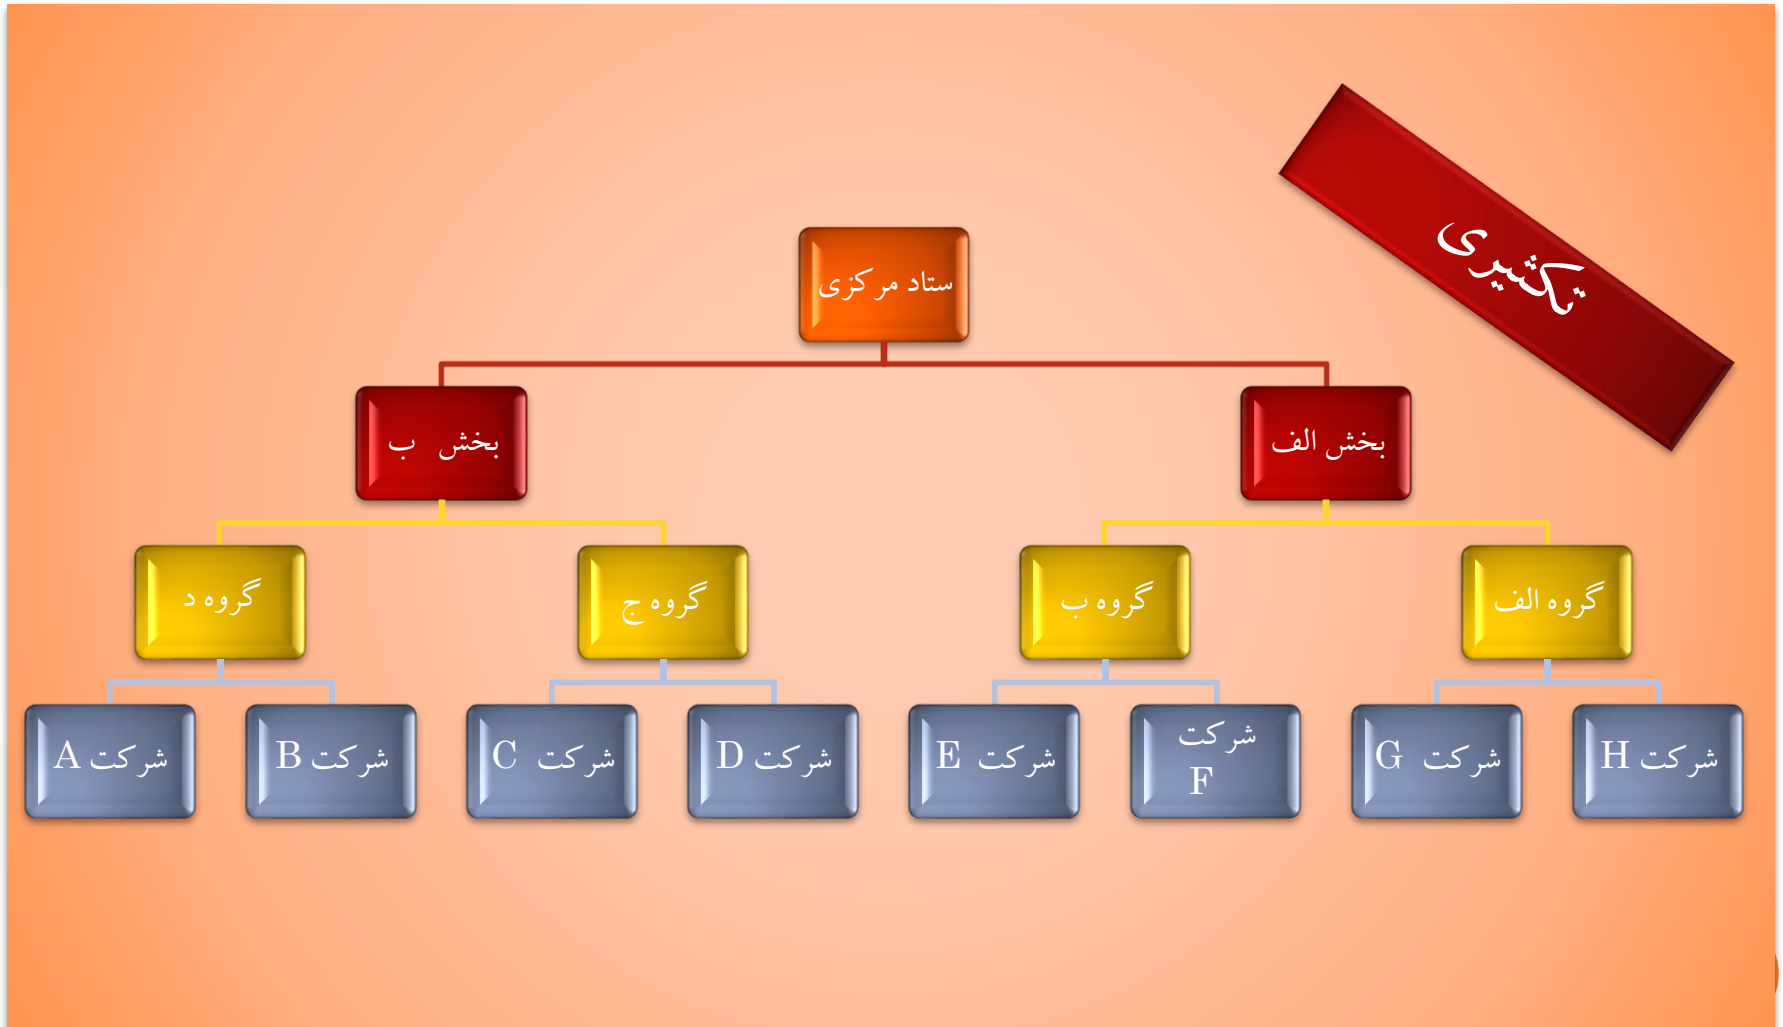 تکثیری
ستاد مرکزی
بخش الف
بخش ب
گروه الف
گروه ب
گروه ج
گروه د
شرکت H
شرکت G
شرکت
F
شرکت E
شرکت D
شرکت C
شرکت B
شرکت A